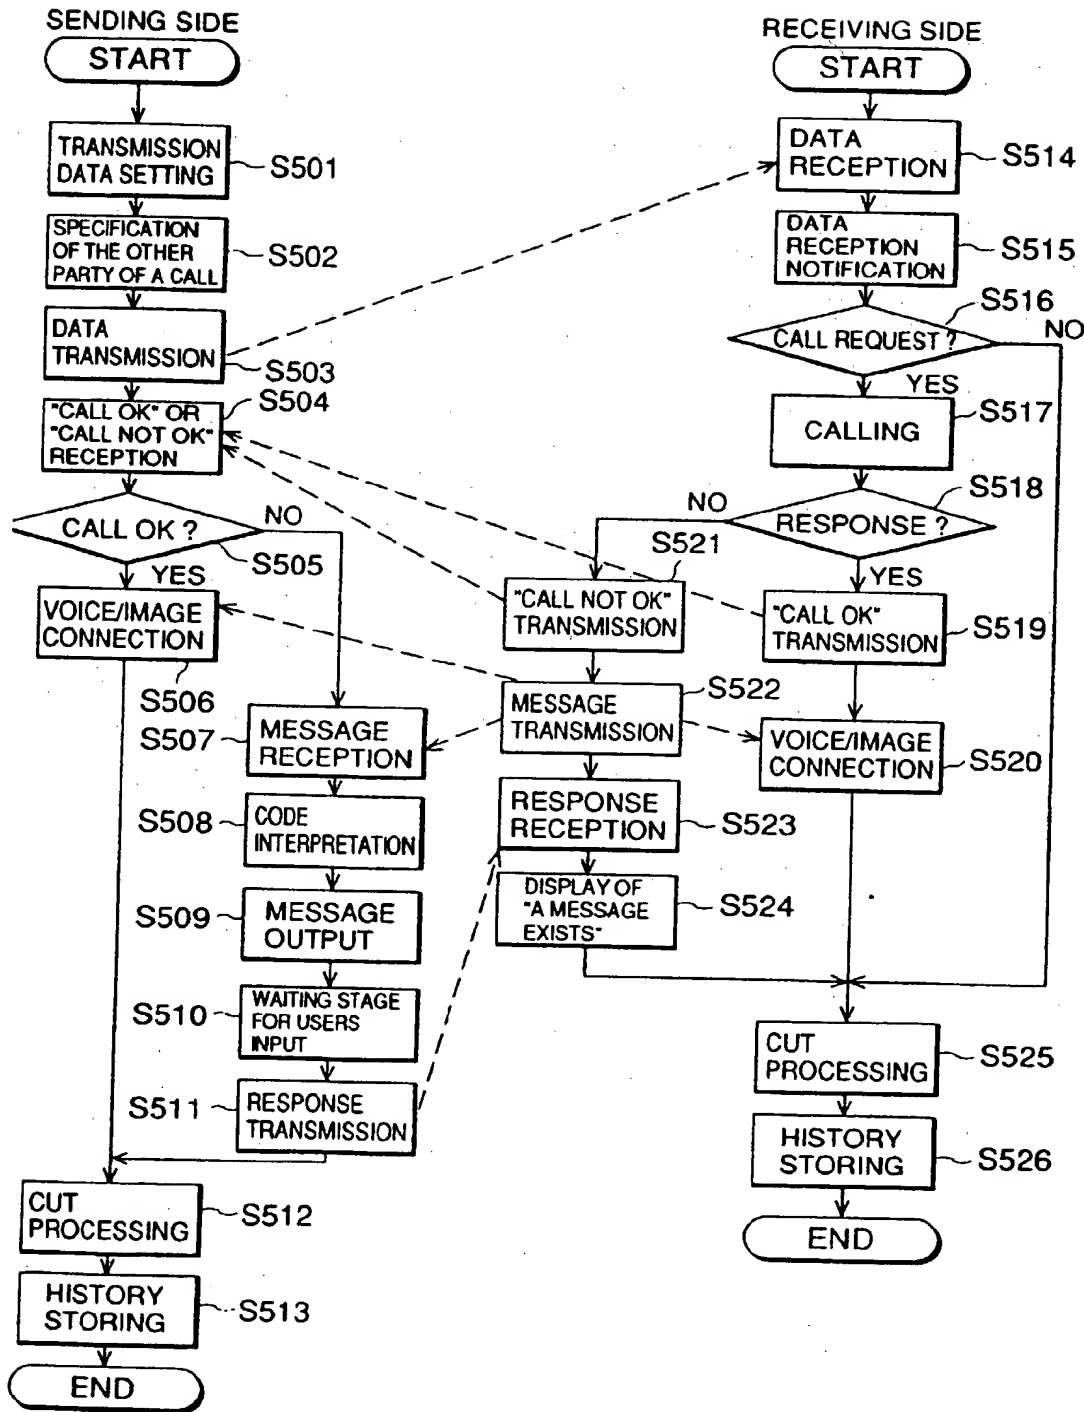 SENDING SIDE
START
TRANSMISSION
DATA SETTING
S501
SPECIFICATION
OF THE OTHER
PARTY OF A CALL
S502
DATA
TRANSMISSION
S503
"CALL OK" OR
"CALL NOT OK"
RECEPTION
S504
CALL OK ?
NO
S505
YES
VOICE/IMAGE
CONNECTION
S506
S507
MESSAGE
RECEPTION
S508
CODE
INTERPRETATION
S509
MESSAGE
OUTPUT
S510
WAITING STAGE
FOR USERS
INPUT
S511
RESPONSE
TRANSMISSION
CUT
PROCESSING
S512
HISTORY
STORING
S513
END
RECEIVING SIDE
START
DATA
RECEPTION
S514
DATA
RECEPTION
NOTIFICATION
S515
S516
CALL REQUEST ?
NO
YES
CALLING
S517
S518
RESPONSE ?
NO
YES
S521
"CALL NOT OK"
TRANSMISSION
"CALL OK"
TRANSMISSION
S519
MESSAGE
TRANSMISSION
S522
VOICE/IMAGE
CONNECTION
S520
RESPONSE
RECEPTION
S523
DISPLAY OF
"A MESSAGE
EXISTS"
S524
CUT
PROCESSING
S525
HISTORY
STORING
S526
END